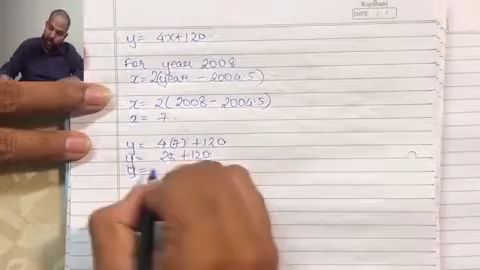 DATE
y = 4x+120.
For year 2008
x = 2(year - 2004.5)
x = 2(2008 - 2004.5)
x = 7.
y = 4(7) +120
y = 28 +120
y =